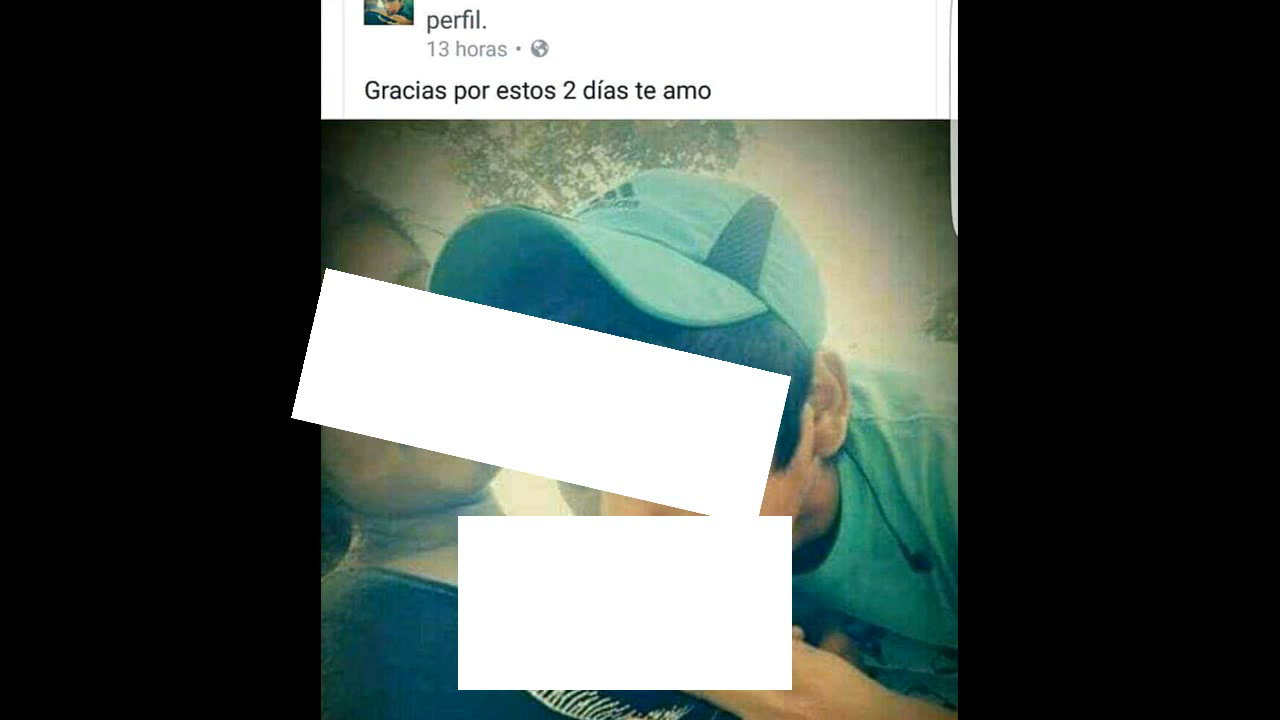 perfil.
13 horas •
Gracias por estos 2 días te amo